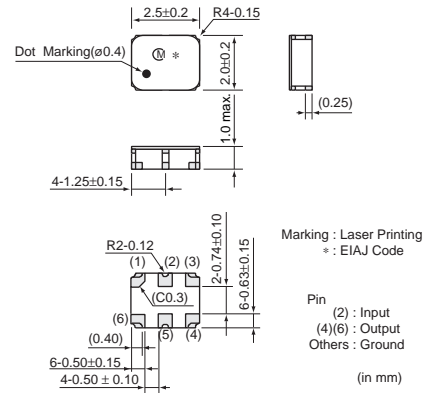 2.5±0.2
R4-0.15
Dot Marking(ø0.4)
M *
2.0±0.2
(0.25)
1.0 max.
4-1.25±0.15
R2-0.12
(1) (2) (3)
(C0.3)
(6) (5) (4)
2-0.74±0.10
6-0.63±0.15
(0.40)
6-0.50±0.15
4-0.50 ± 0.10
Marking : Laser Printing
* : EIAJ Code
Pin
(2) : Input
(4)(6) : Output
Others : Ground
(in mm)